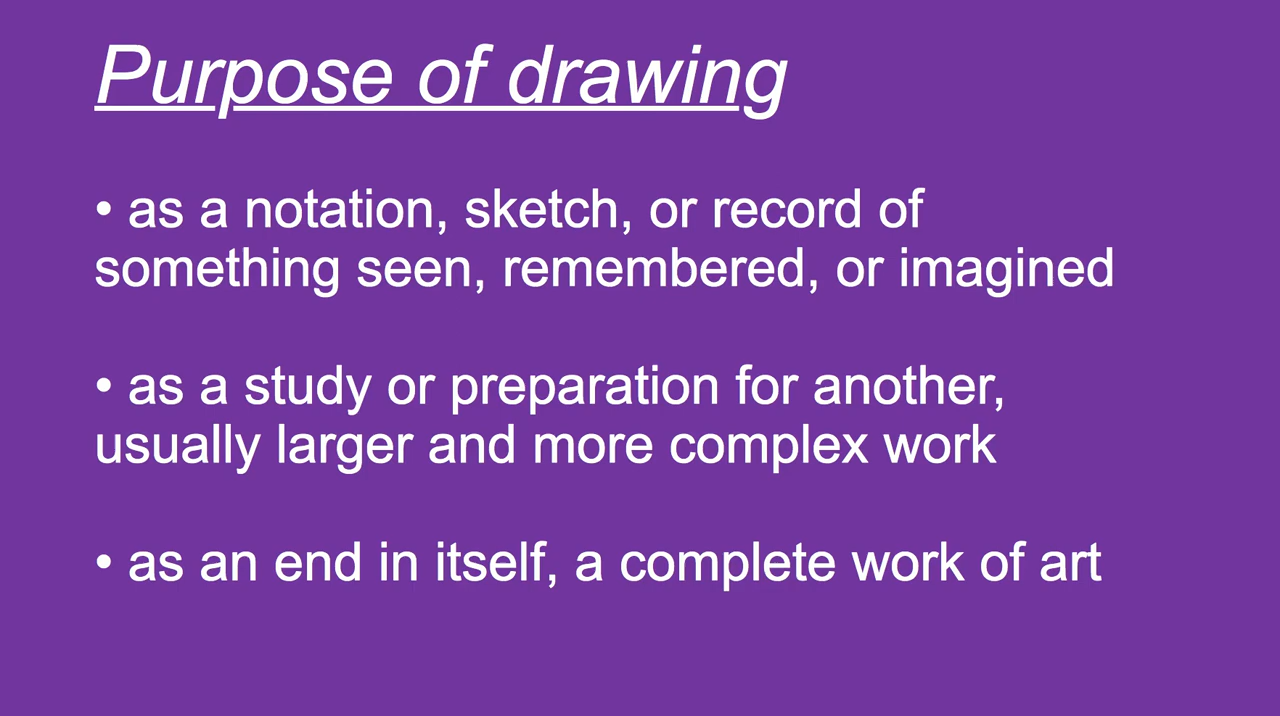 Purpose of drawing
• as a notation, sketch, or record of
something seen, remembered, or imagined
• as a study or preparation for another,
usually larger and more complex work
• as an end in itself, a complete work of art